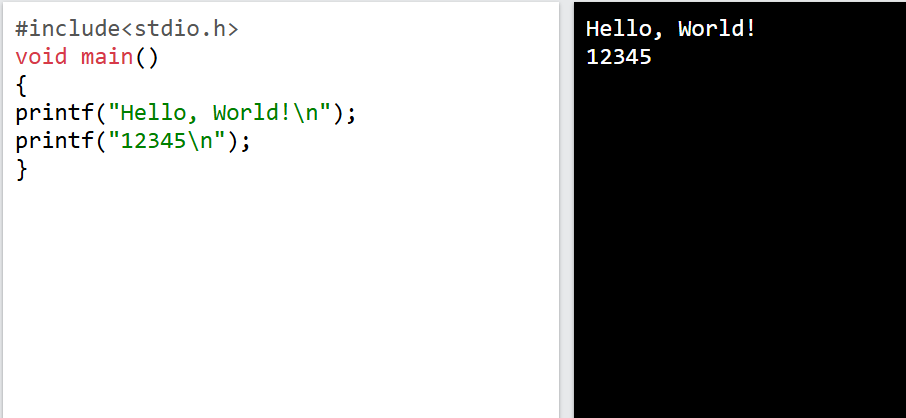 #include<stdio.h>
void main()
{
printf("Hello, World!\n");
printf("12345\n");
}
Hello, World!
12345